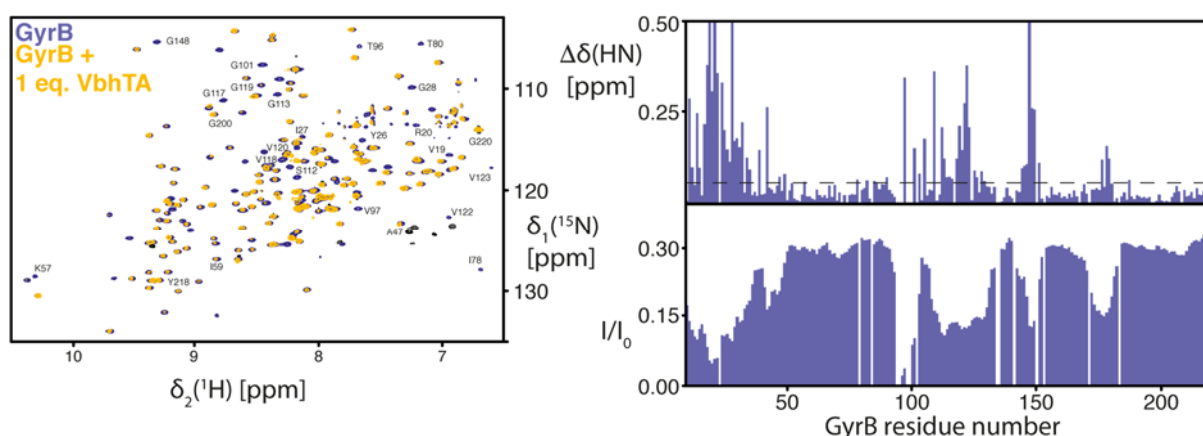 GyrB
GyrB +
1 eq. VbhTA
G148
T96
T80
G101
G119
G28
G117
G113
G200
I27
Y26
R20
G220
V120
V19
V118
S112
V123
V97
V122
A47
K57
I59
I78
Y218
110
120
130
δ₁(¹⁵N)
[ppm]
10
9
8
7
δ₂(¹H) [ppm]
Δδ(HN)
[ppm]
0.50
0.25
I/I₀
0.30
0.15
0.00
50
100
150
200
GyrB residue number